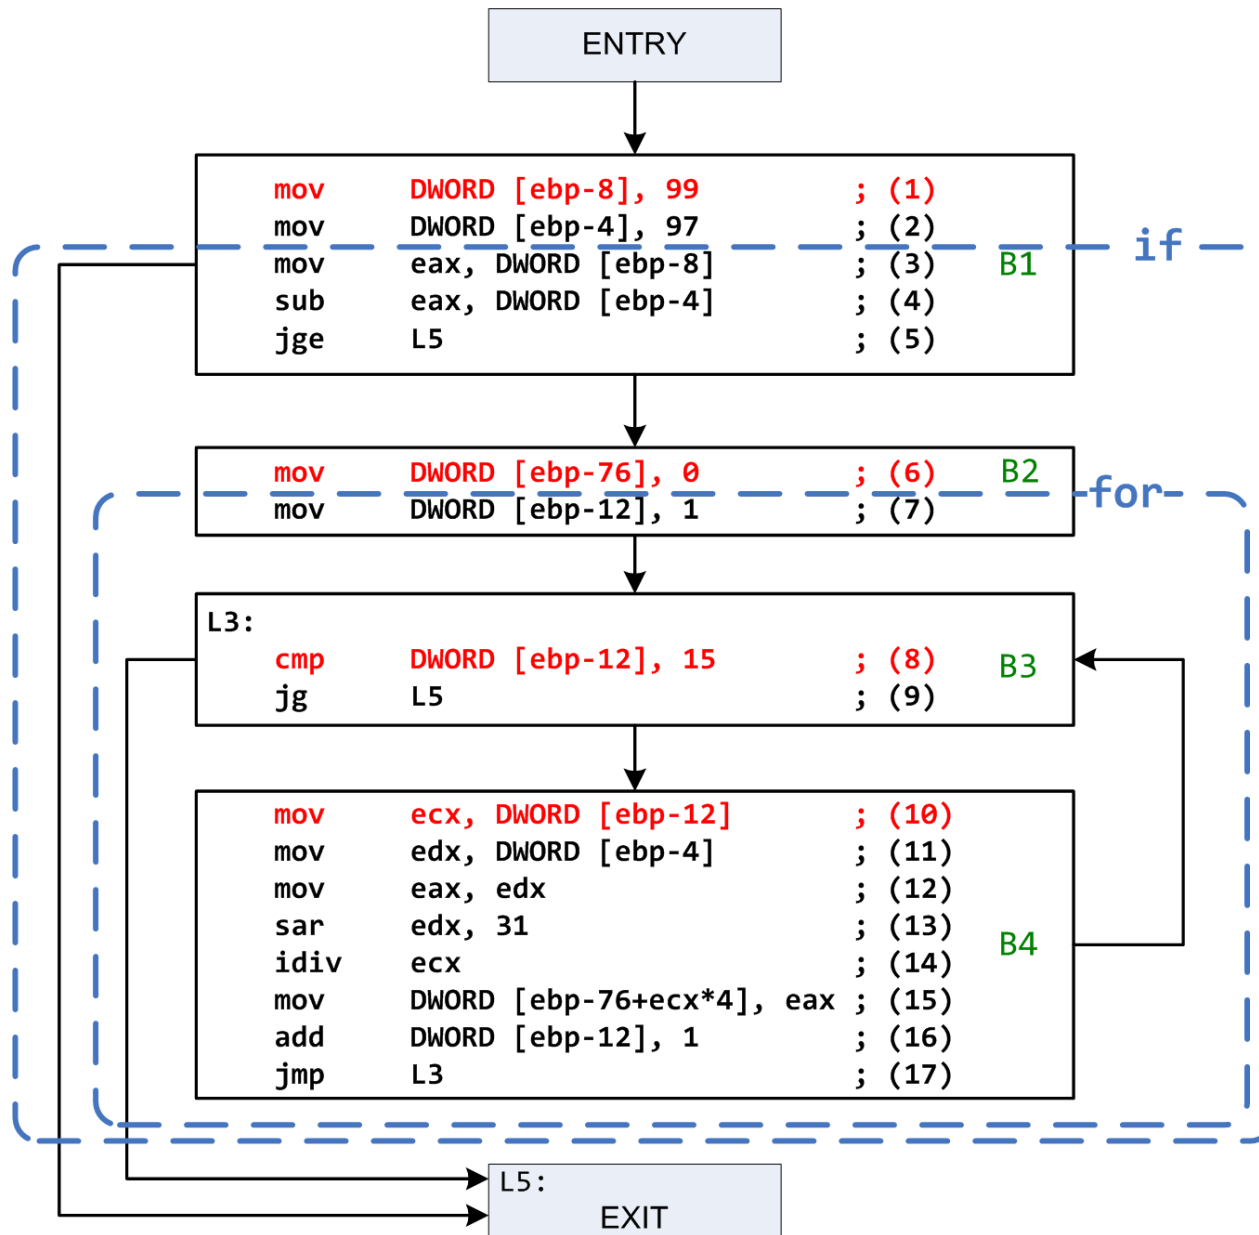 ENTRY
mov DWORD [ebp-8], 99 ; (1)
mov DWORD [ebp-4], 97 ; (2)
if
mov eax, DWORD [ebp-8] ; (3) B1
sub eax, DWORD [ebp-4] ; (4)
jge L5 ; (5)
mov DWORD [ebp-76], 0 ; (6) B2
for
mov DWORD [ebp-12], 1 ; (7)
L3:
cmp DWORD [ebp-12], 15 ; (8) B3
jg L5 ; (9)
mov ecx, DWORD [ebp-12] ; (10)
mov edx, DWORD [ebp-4] ; (11)
mov eax, edx ; (12)
sar edx, 31 ; (13)
B4
idiv ecx ; (14)
mov DWORD [ebp-76+ecx*4], eax ; (15)
add DWORD [ebp-12], 1 ; (16)
jmp L3 ; (17)
L5:
EXIT